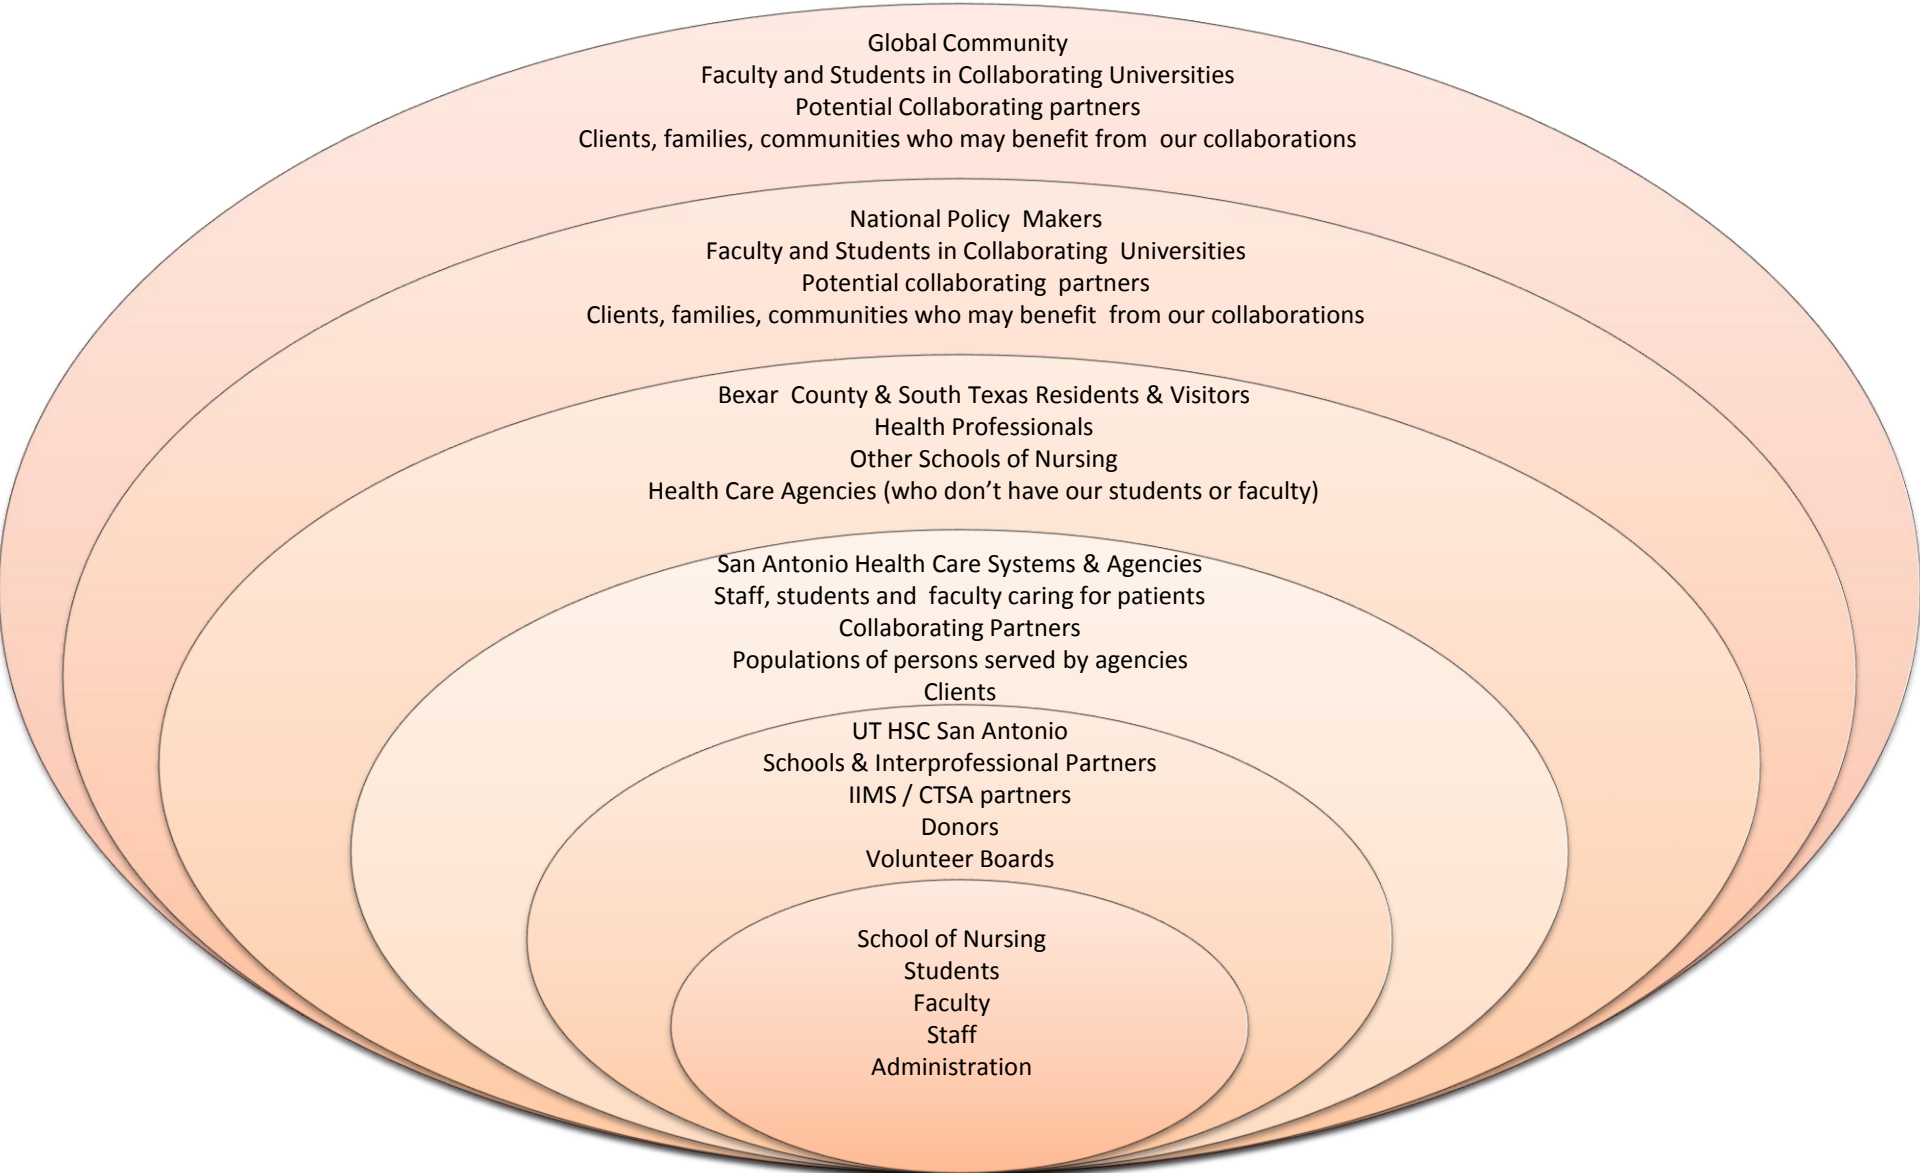 Global Community
Faculty and Students in Collaborating Universities
Potential Collaborating partners
Clients, families, communities who may benefit from our collaborations
National Policy Makers
Faculty and Students in Collaborating Universities
Potential collaborating partners
Clients, families, communities who may benefit from our collaborations
Bexar County & South Texas Residents & Visitors
Health Professionals
Other Schools of Nursing
Health Care Agencies (who don’t have our students or faculty)
San Antonio Health Care Systems & Agencies
Staff, students and faculty caring for patients
Collaborating Partners
Populations of persons served by agencies
Clients
UT HSC San Antonio
Schools & Interprofessional Partners
IIMS / CTSA partners
Donors
Volunteer Boards
School of Nursing
Students
Faculty
Staff
Administration